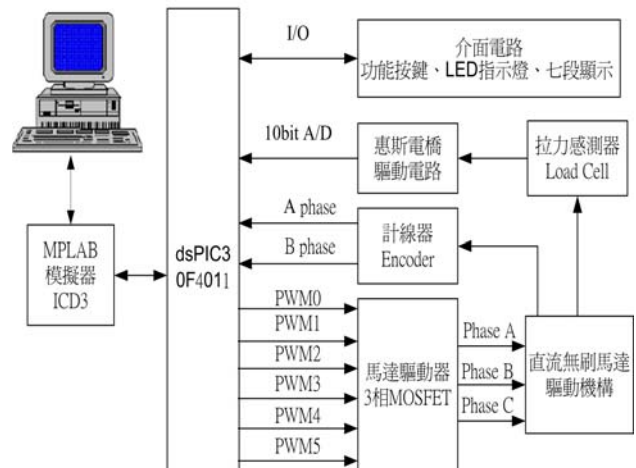 I/O
介面電路
功能按鍵、LED指示燈、七段顯示
10bit A/D
惠斯電橋
驅動電路
拉力感測器
Load Cell
A phase
B phase
計線器
Encoder
MPLAB
模擬器
ICD3
dsPIC3
0F4011
PWM0
PWM1
PWM2
PWM3
PWM4
PWM5
馬達驅動器
3相MOSFET
Phase A
Phase B
Phase C
直流無刷馬達
驅動機構